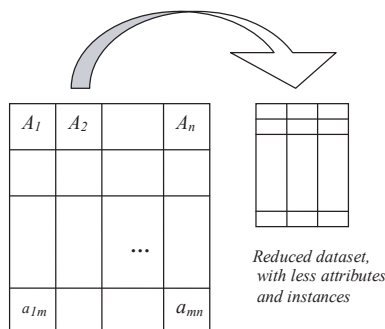 A1 A2 An
...
a1m amn
Reduced dataset,
with less attributes
and instances